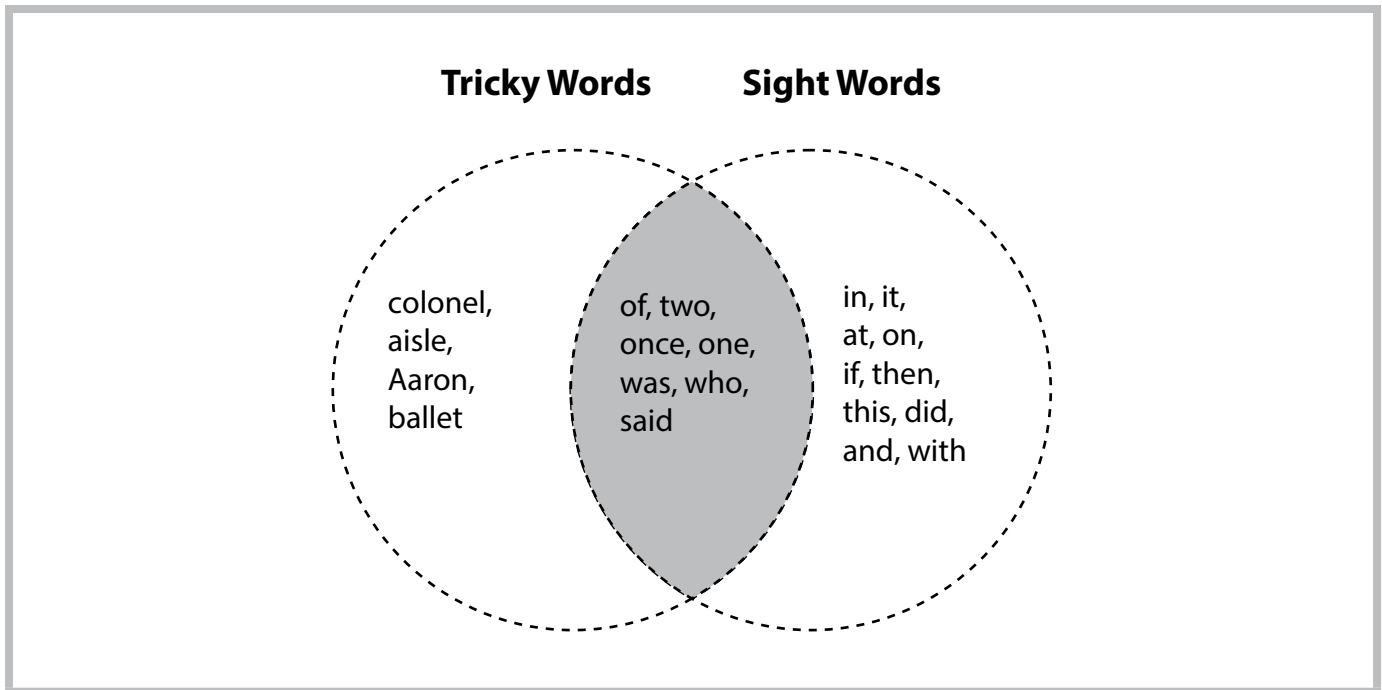 Tricky Words
Sight Words
colonel,
aisle,
Aaron,
ballet
of, two,
once, one,
was, who,
said
in, it,
at, on,
if, then,
this, did,
and, with